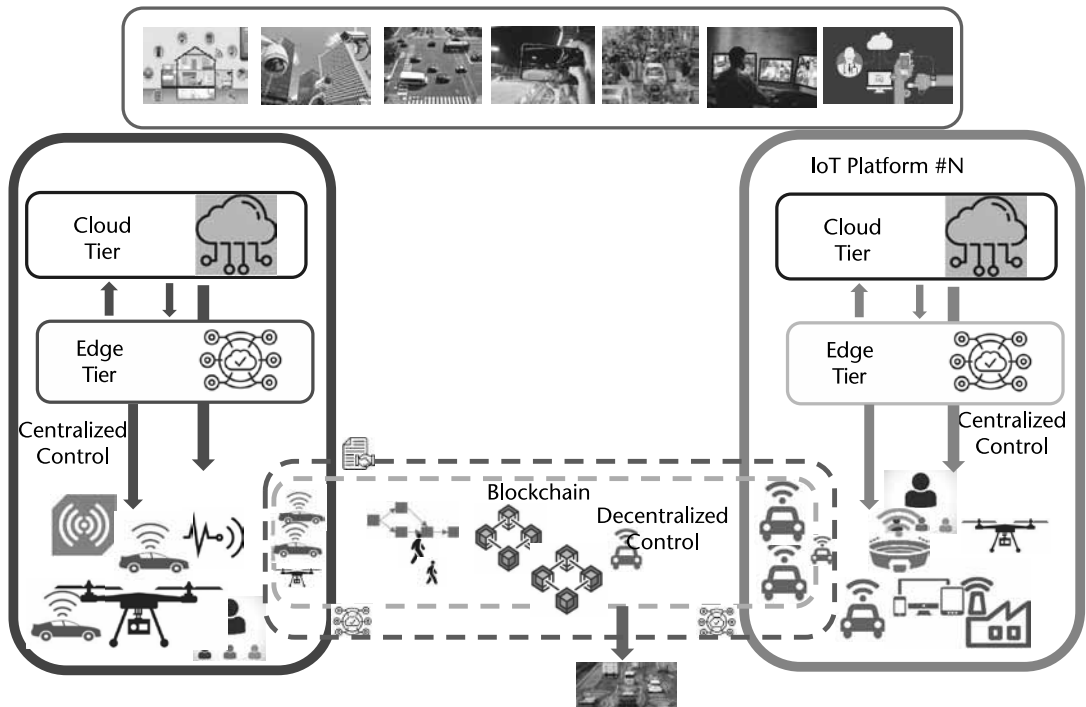 IoT Platform #N
Cloud
Tier
Cloud
Tier
Edge
Tier
Edge
Tier
Centralized
Control
Centralized
Control
Blockchain
Decentralized
Control